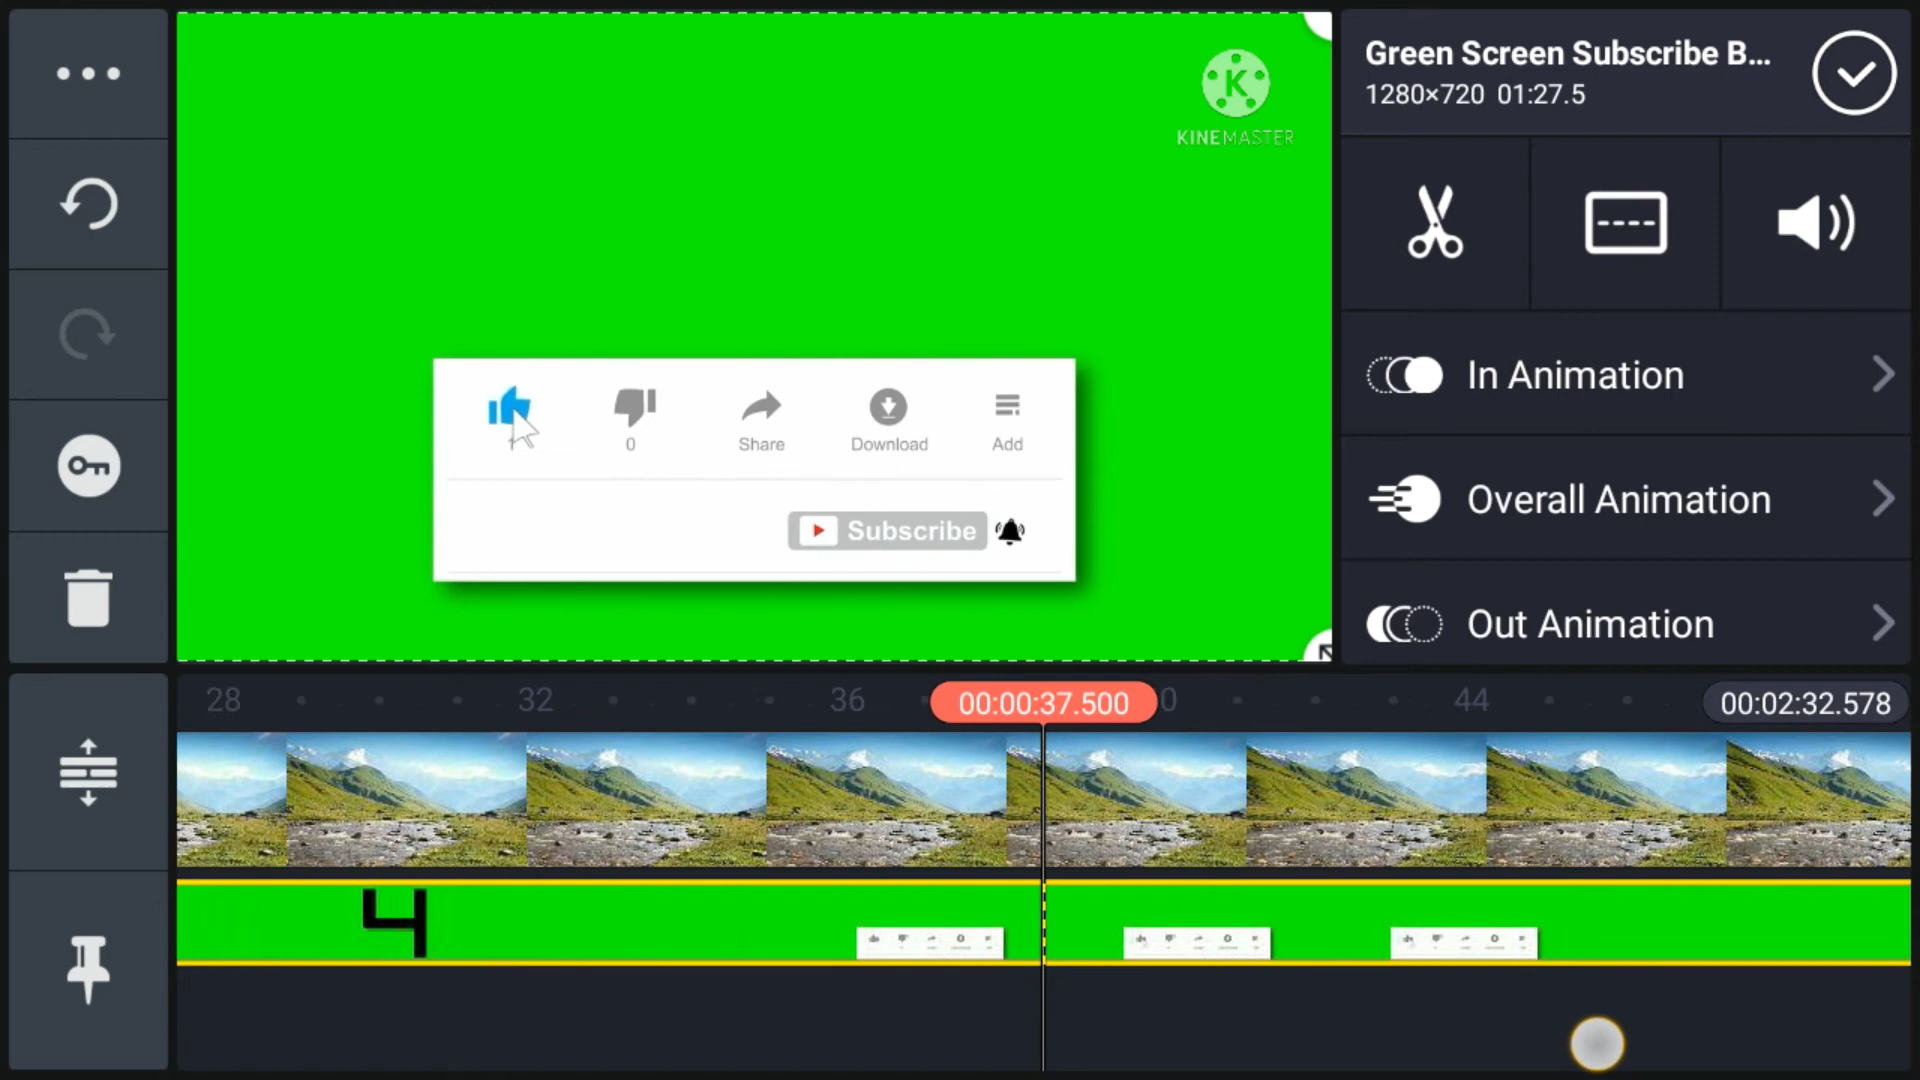 Green Screen Subscribe B...
1280×720 01:27.5
KINEMASTER
In Animation
0
Share
Download
Add
Overall Animation
Subscribe
Out Animation
28
32
36
00:00:37.500
0
44
00:02:32.578
4